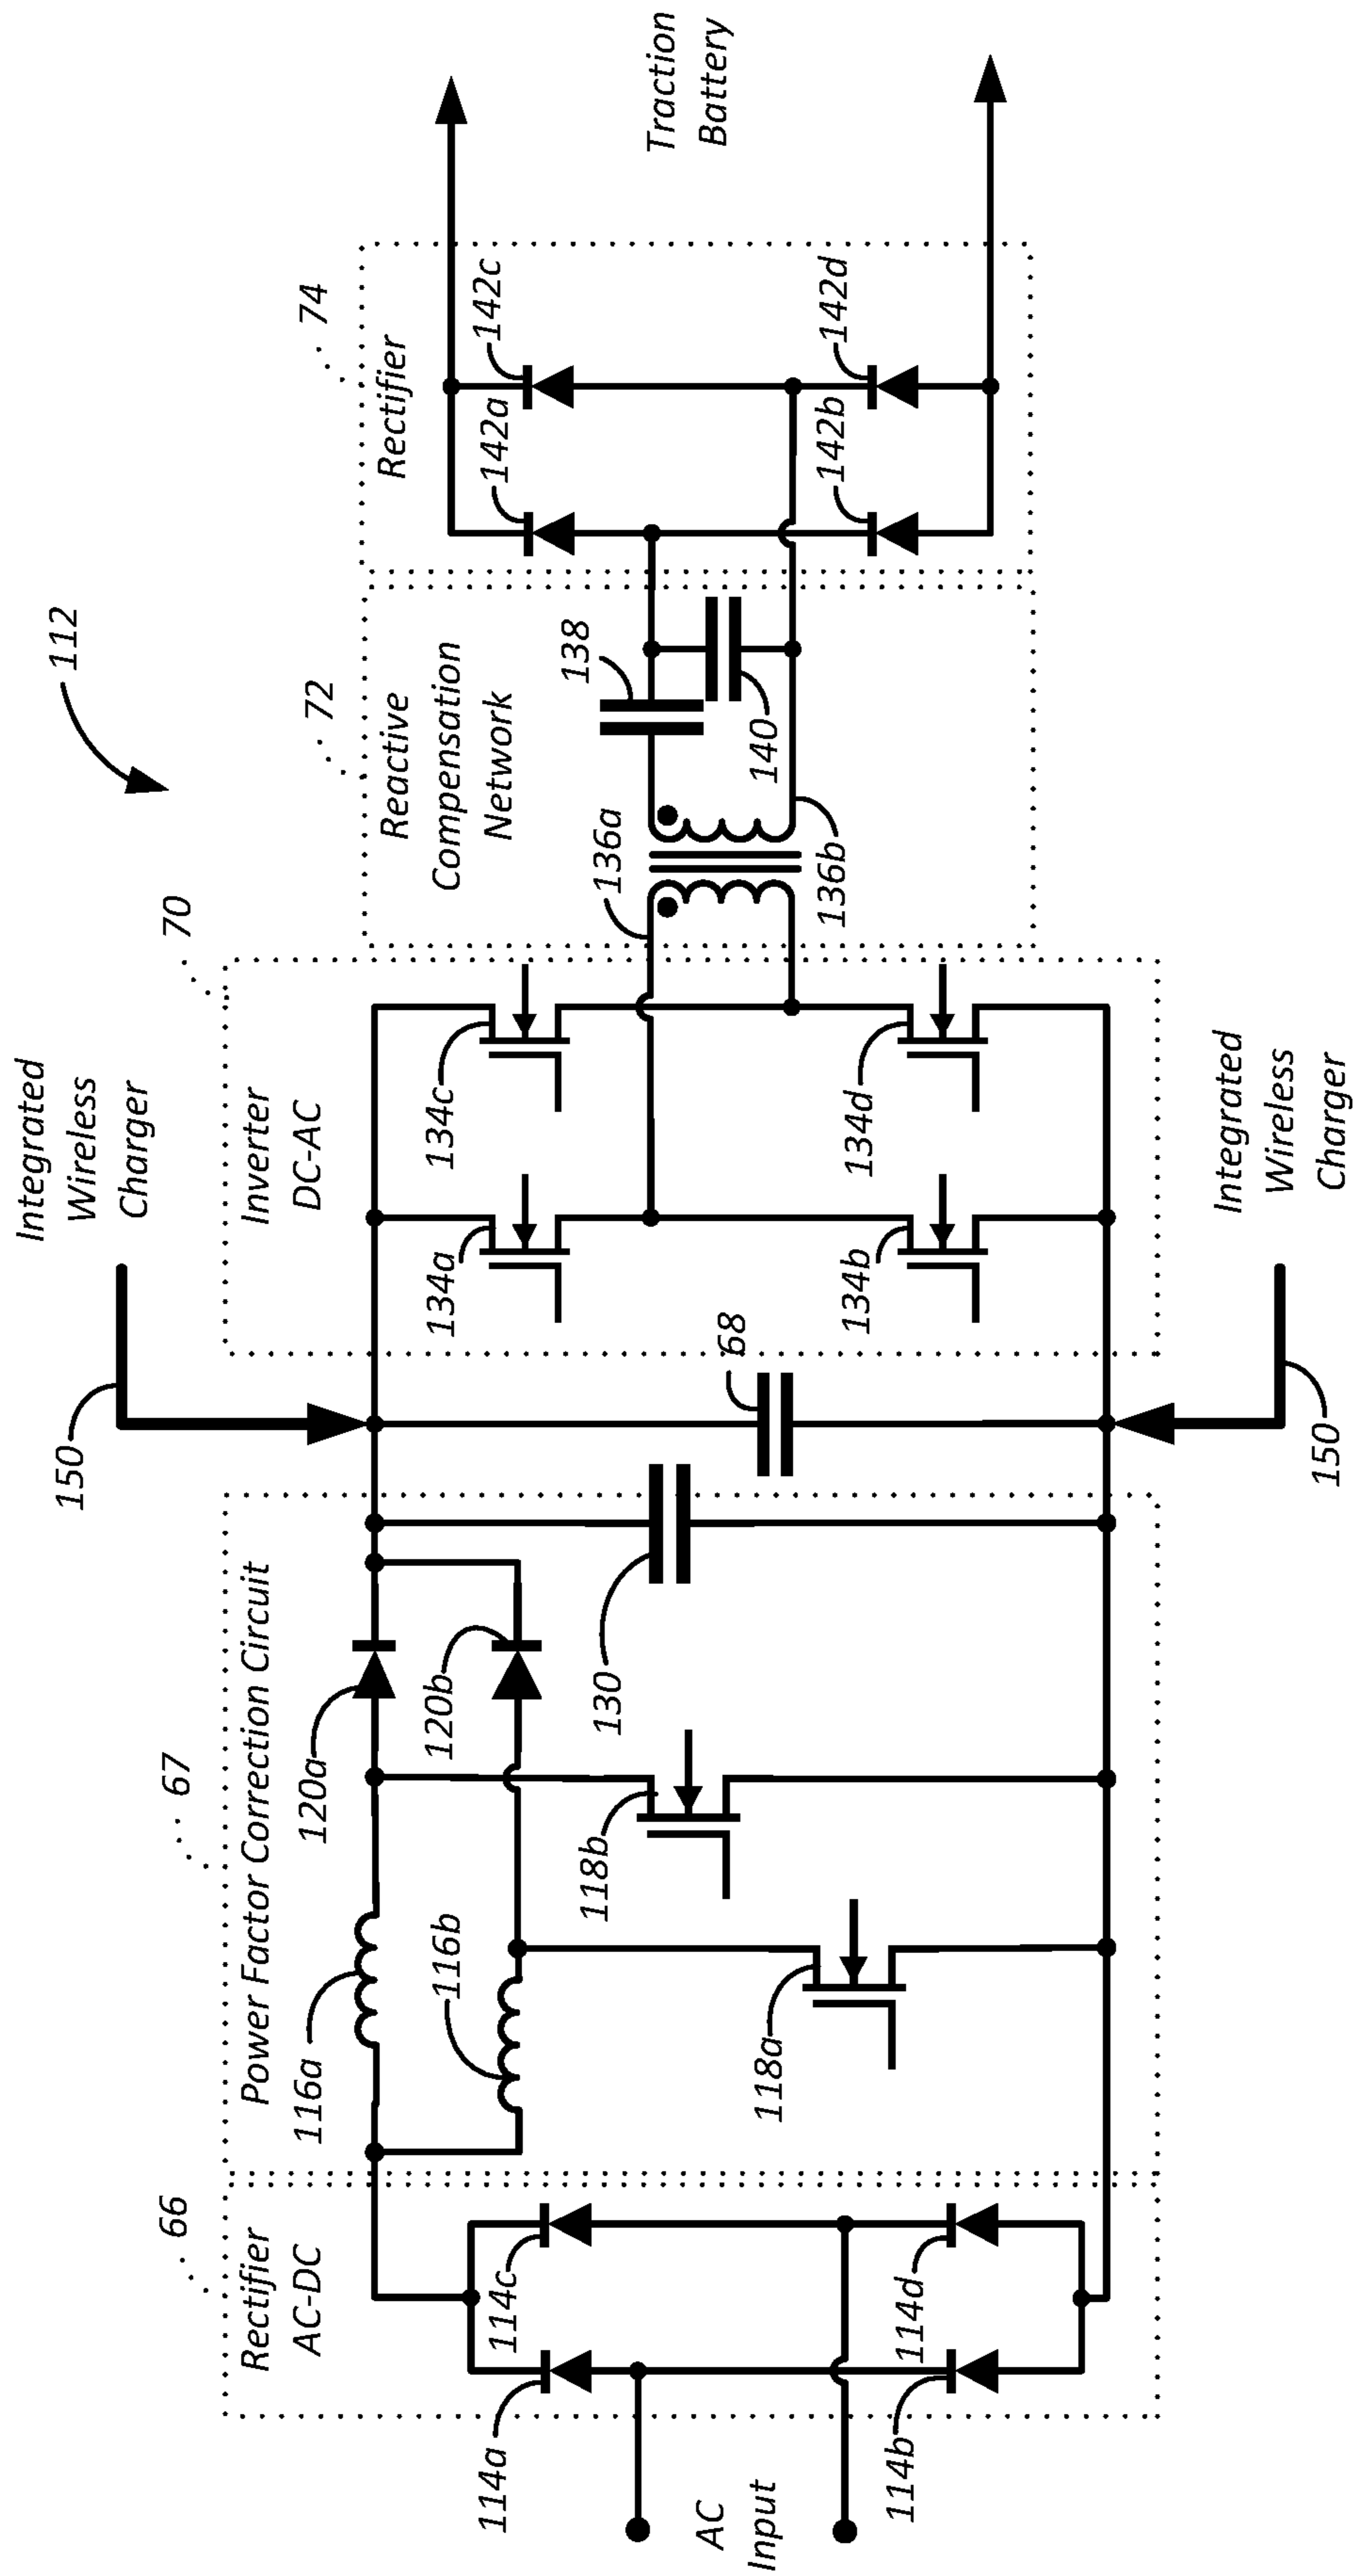 112
Integrated
Wireless
Charger
150
66
Rectifier
AC-DC
67
Power Factor Correction Circuit
70
Inverter
DC-AC
72
Reactive
Compensation
Network
74
Rectifier
114a
114c
114b
114d
AC
Input
116a
116b
120a
120b
118b
118a
130
68
134a
134c
134b
134d
136a
136b
138
140
142a
142c
142b
142d
Traction
Battery
Integrated
Wireless
Charger
150